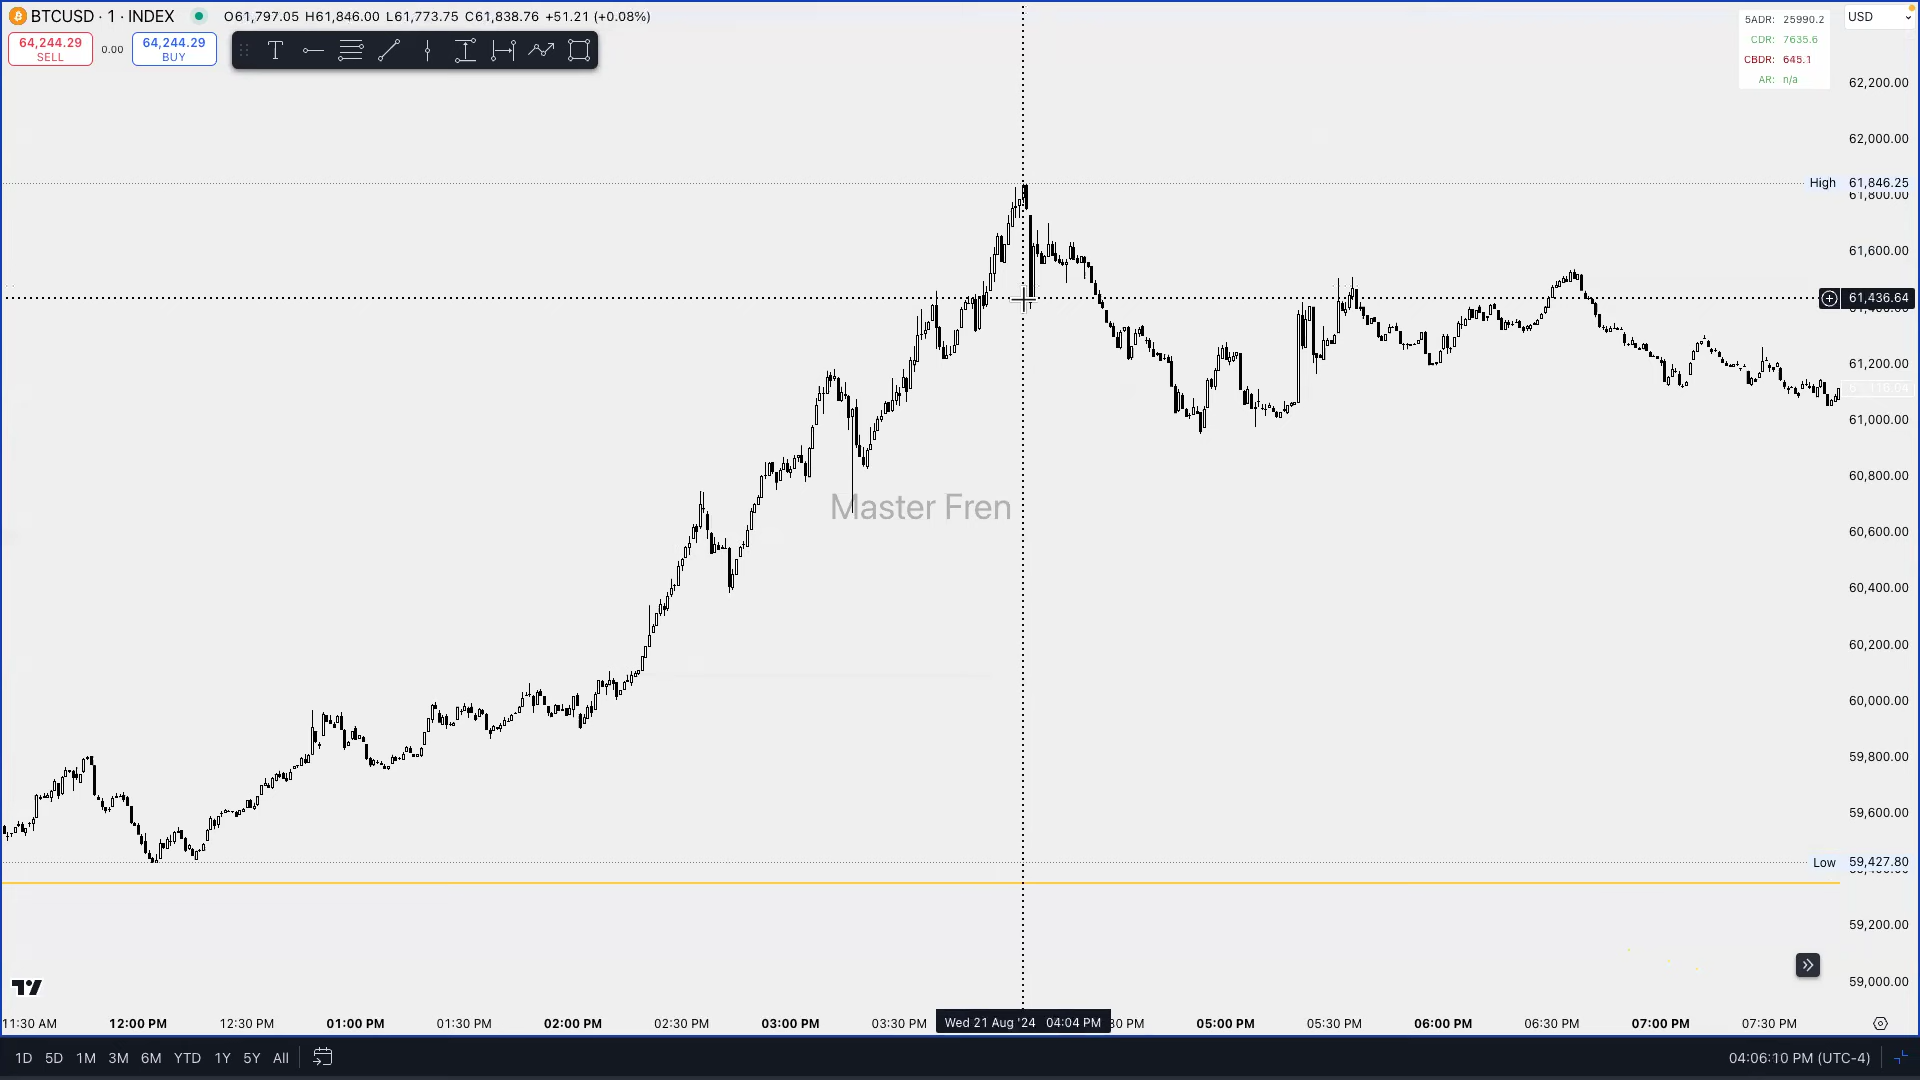 BTCUSD · 1 · INDEX O61,797.05 H61,846.00 L61,773.75 C61,838.76 +51.21 (+0.08%)
64,244.29 SELL
0.00
64,244.29 BUY
5ADR: 25990.2
CDR: 7635.6
CBDR: 645.1
AR: n/a
USD
62,200.00
62,000.00
High 61,846.25
61,800.00
61,600.00
61,436.64
61,200.00
61,000.00
60,800.00
Master Fren
60,600.00
60,400.00
60,200.00
60,000.00
59,800.00
59,600.00
Low 59,427.80
59,200.00
59,000.00
11:30 AM 12:00 PM 12:30 PM 01:00 PM 01:30 PM 02:00 PM 02:30 PM 03:00 PM 03:30 PM Wed 21 Aug '24 04:04 PM 05:00 PM 05:30 PM 06:00 PM 06:30 PM 07:00 PM 07:30 PM
1D 5D 1M 3M 6M YTD 1Y 5Y All 04:06:10 PM (UTC-4)